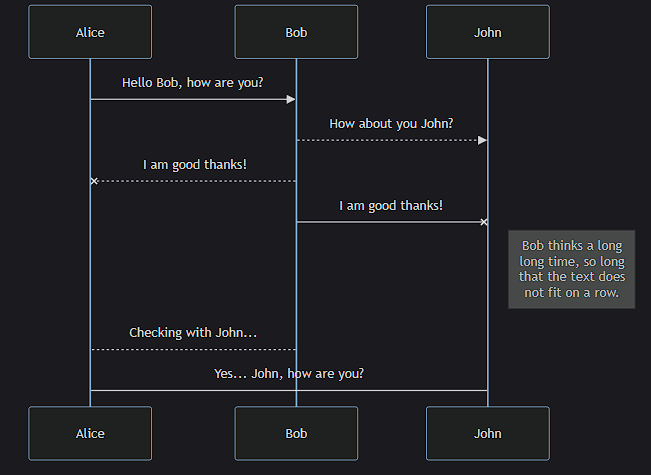 Alice
Bob
John
Hello Bob, how are you?
How about you John?
I am good thanks!
I am good thanks!
Bob thinks a long
long time, so long
that the text does
not fit on a row.
Checking with John...
Yes... John, how are you?
Alice
Bob
John